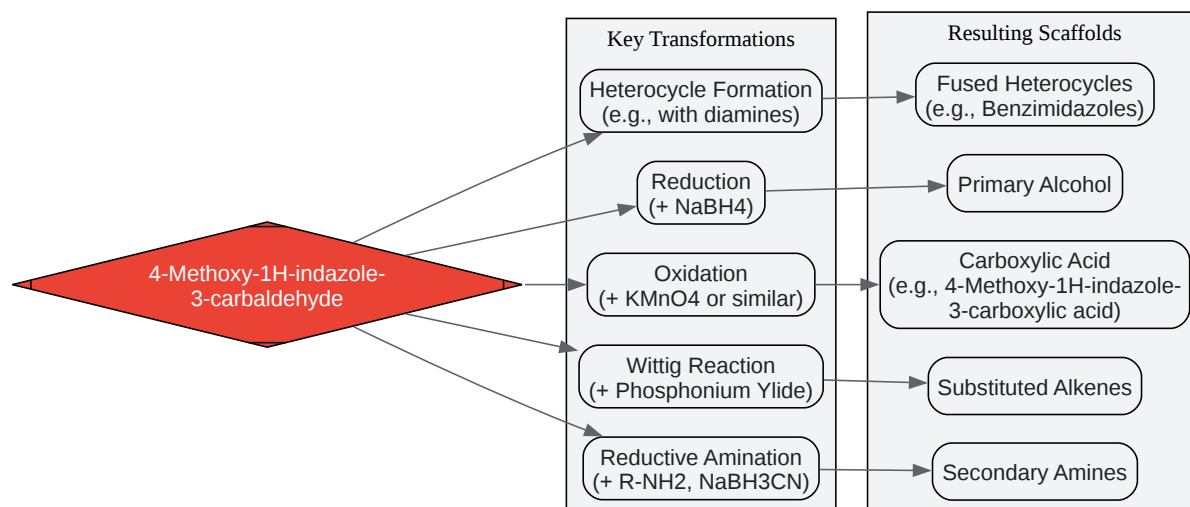 Key Transformations
Resulting Scaffolds
Heterocycle Formation
(e.g., with diamines)
Fused Heterocycles
(e.g., Benzimidazoles)
Reduction
(+ NaBH4)
Primary Alcohol
4-Methoxy-1H-indazole-
3-carbaldehyde
Oxidation
(+ KMnO4 or similar)
Carboxylic Acid
(e.g., 4-Methoxy-1H-indazole-
3-carboxylic acid)
Wittig Reaction
(+ Phosphonium Ylide)
Substituted Alkenes
Reductive Amination
(+ R-NH2, NaBH3CN)
Secondary Amines